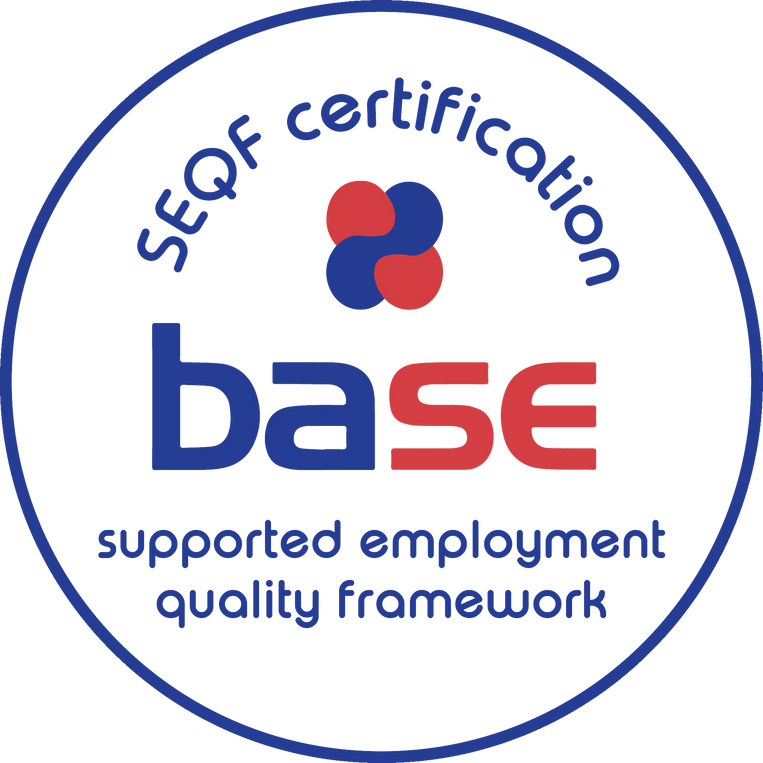 SEQF certification
base
supported employment
quality framework